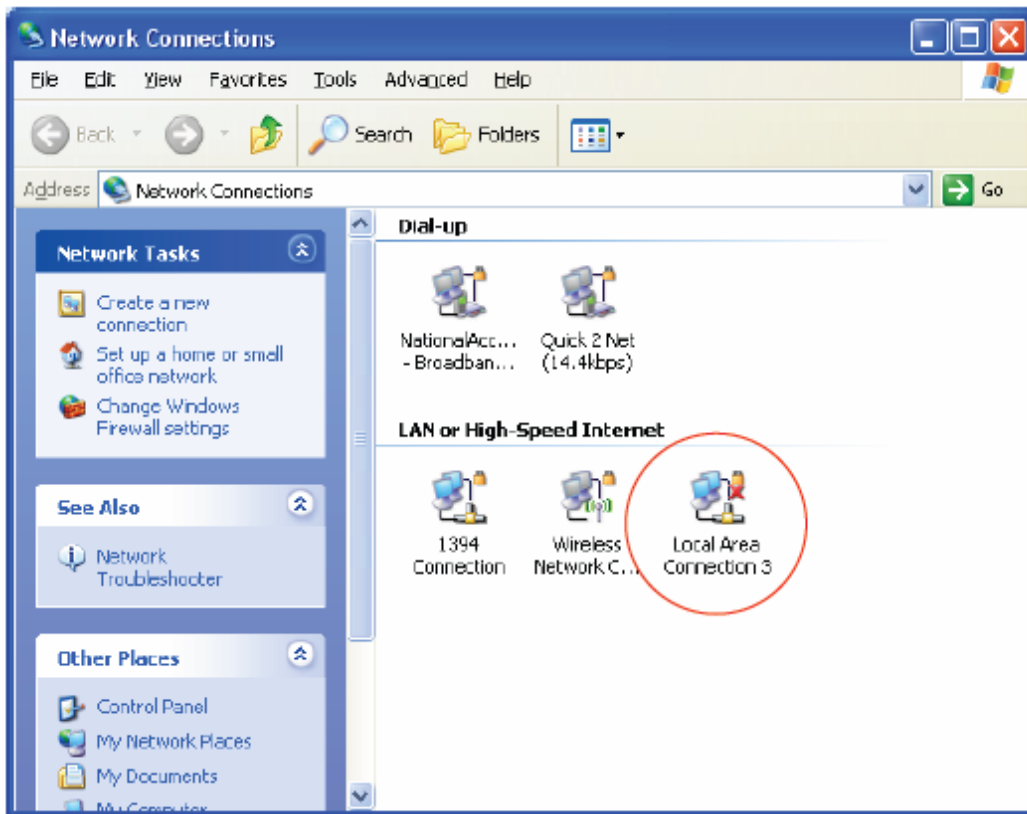 Network Connections
File Edit View Favorites Tools Advanced Help
Back Search Folders
Address Network Connections Go
Network Tasks
Create a new
connection
Set up a home or small
office network
Change Windows
Firewall settings
See Also
Network
Troubleshooter
Other Places
Control Panel
My Network Places
My Documents
My Computer
Dial-up
NationalAcc...
- Broadban...
Quick 2 Net
(14.4kbps)
LAN or High-Speed Internet
1394
Connection
Wireless
Network C...
Local Area
Connection 3